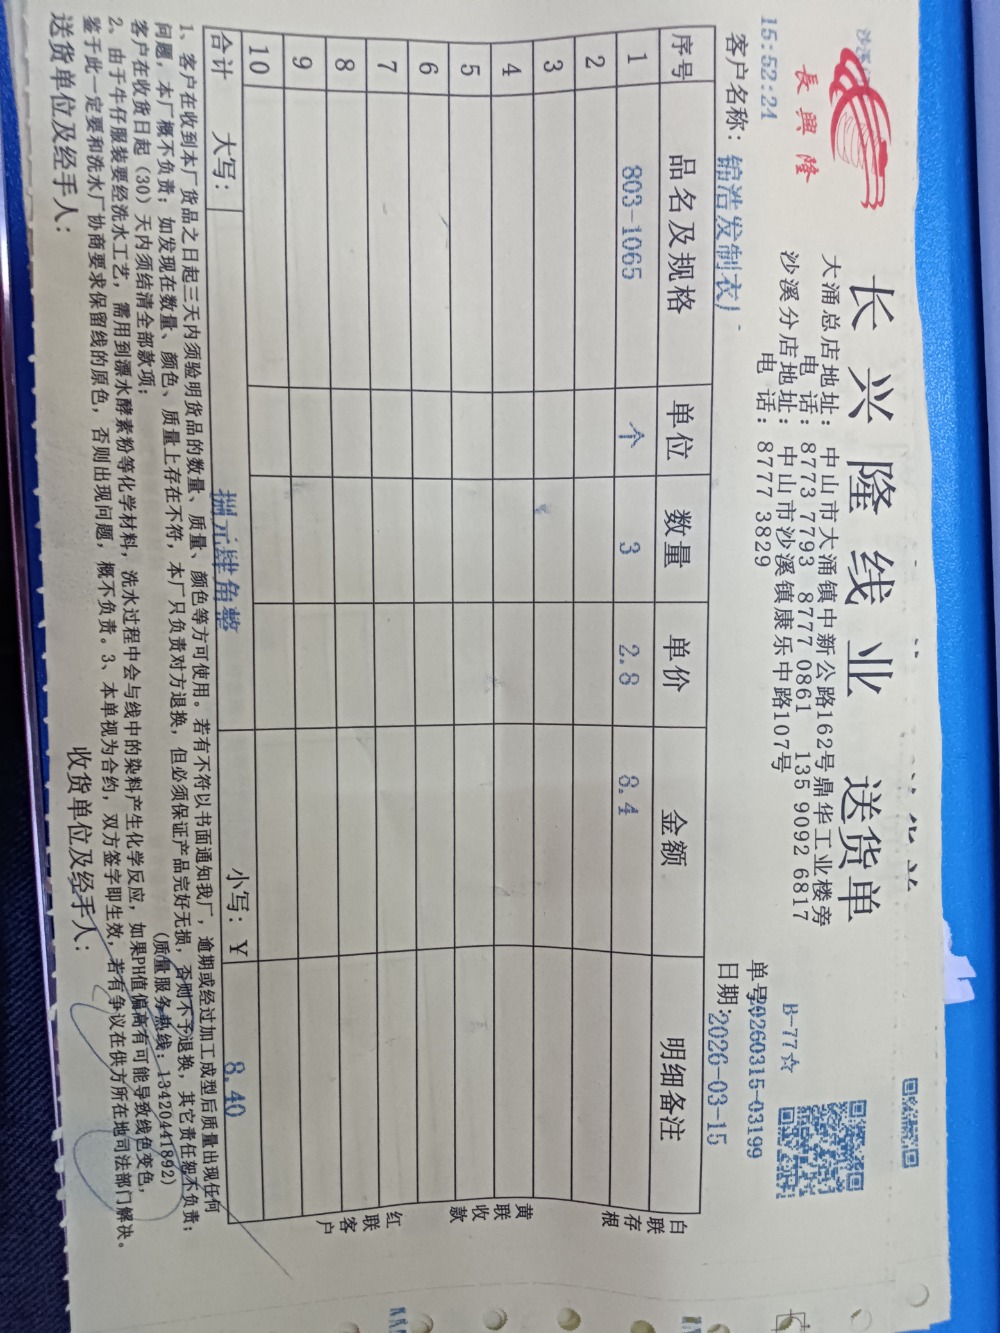 長興隆
15:52:24
长兴隆线业 送货单
大涌总店地址：中山市大涌镇中新公路162号鼎华工业楼旁
电话：8773 7793 8777 0861 135 9092 6817
沙溪分店地址：中山市沙溪镇康乐中路107号
电话：8777 3829
B-77☆
单号20260315-03199
客户名称：锦浩发制衣厂
日期：2026-03-15
序号 品名及规格 单位 数量 单价 金额 明细备注
1 803-1065 个 3 2.8 8.4
2
3
4
5
6
7
8
9
10
合计 大写： 捌元肆角整 小写：¥ 8.40
白联存根
黄联收款
红联客户
1、客户在收到本厂货品之日起三天内须验明货品的数量、质量、颜色等方可使用。若有不符以书面通知我厂，逾期或经过加工成型后质量出现任何
问题，本厂概不负责；如发现在数量、颜色、质量上存在不符，本厂只负责对方退换，但必须保证产品完好无损，否则不予退换，其它责任恕不负责；
客户在收货日起（30）天内须结清全部款项； （质量服务热线：13420441892）
2、由于牛仔服装要经洗水工艺，需用到漂水酵素粉等化学材料，洗水过程中会与线中的染料产生化学反应，如果PH值偏高有可能导致线色变色，
鉴于此一定要和洗水厂协商要求保留线的原色，否则出现问题，概不负责。3、本单视为合约，双方签字即生效，若有争议在供方所在地司法部门解决。
送货单位及经手人： 收货单位及经手人：